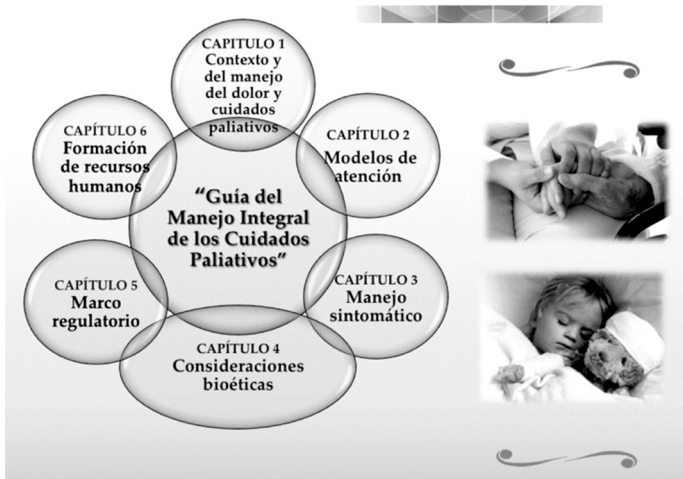 CAPITULO 1
Contexto y
del manejo
del dolor y
cuidados
paliativos
CAPÍTULO 2
Modelos de
atención
CAPÍTULO 3
Manejo
sintomático
CAPÍTULO 4
Consideraciones
bioéticas
CAPÍTULO 5
Marco
regulatorio
CAPÍTULO 6
Formación
de recursos
humanos
“Guía del
Manejo Integral
de los Cuidados
Paliativos”